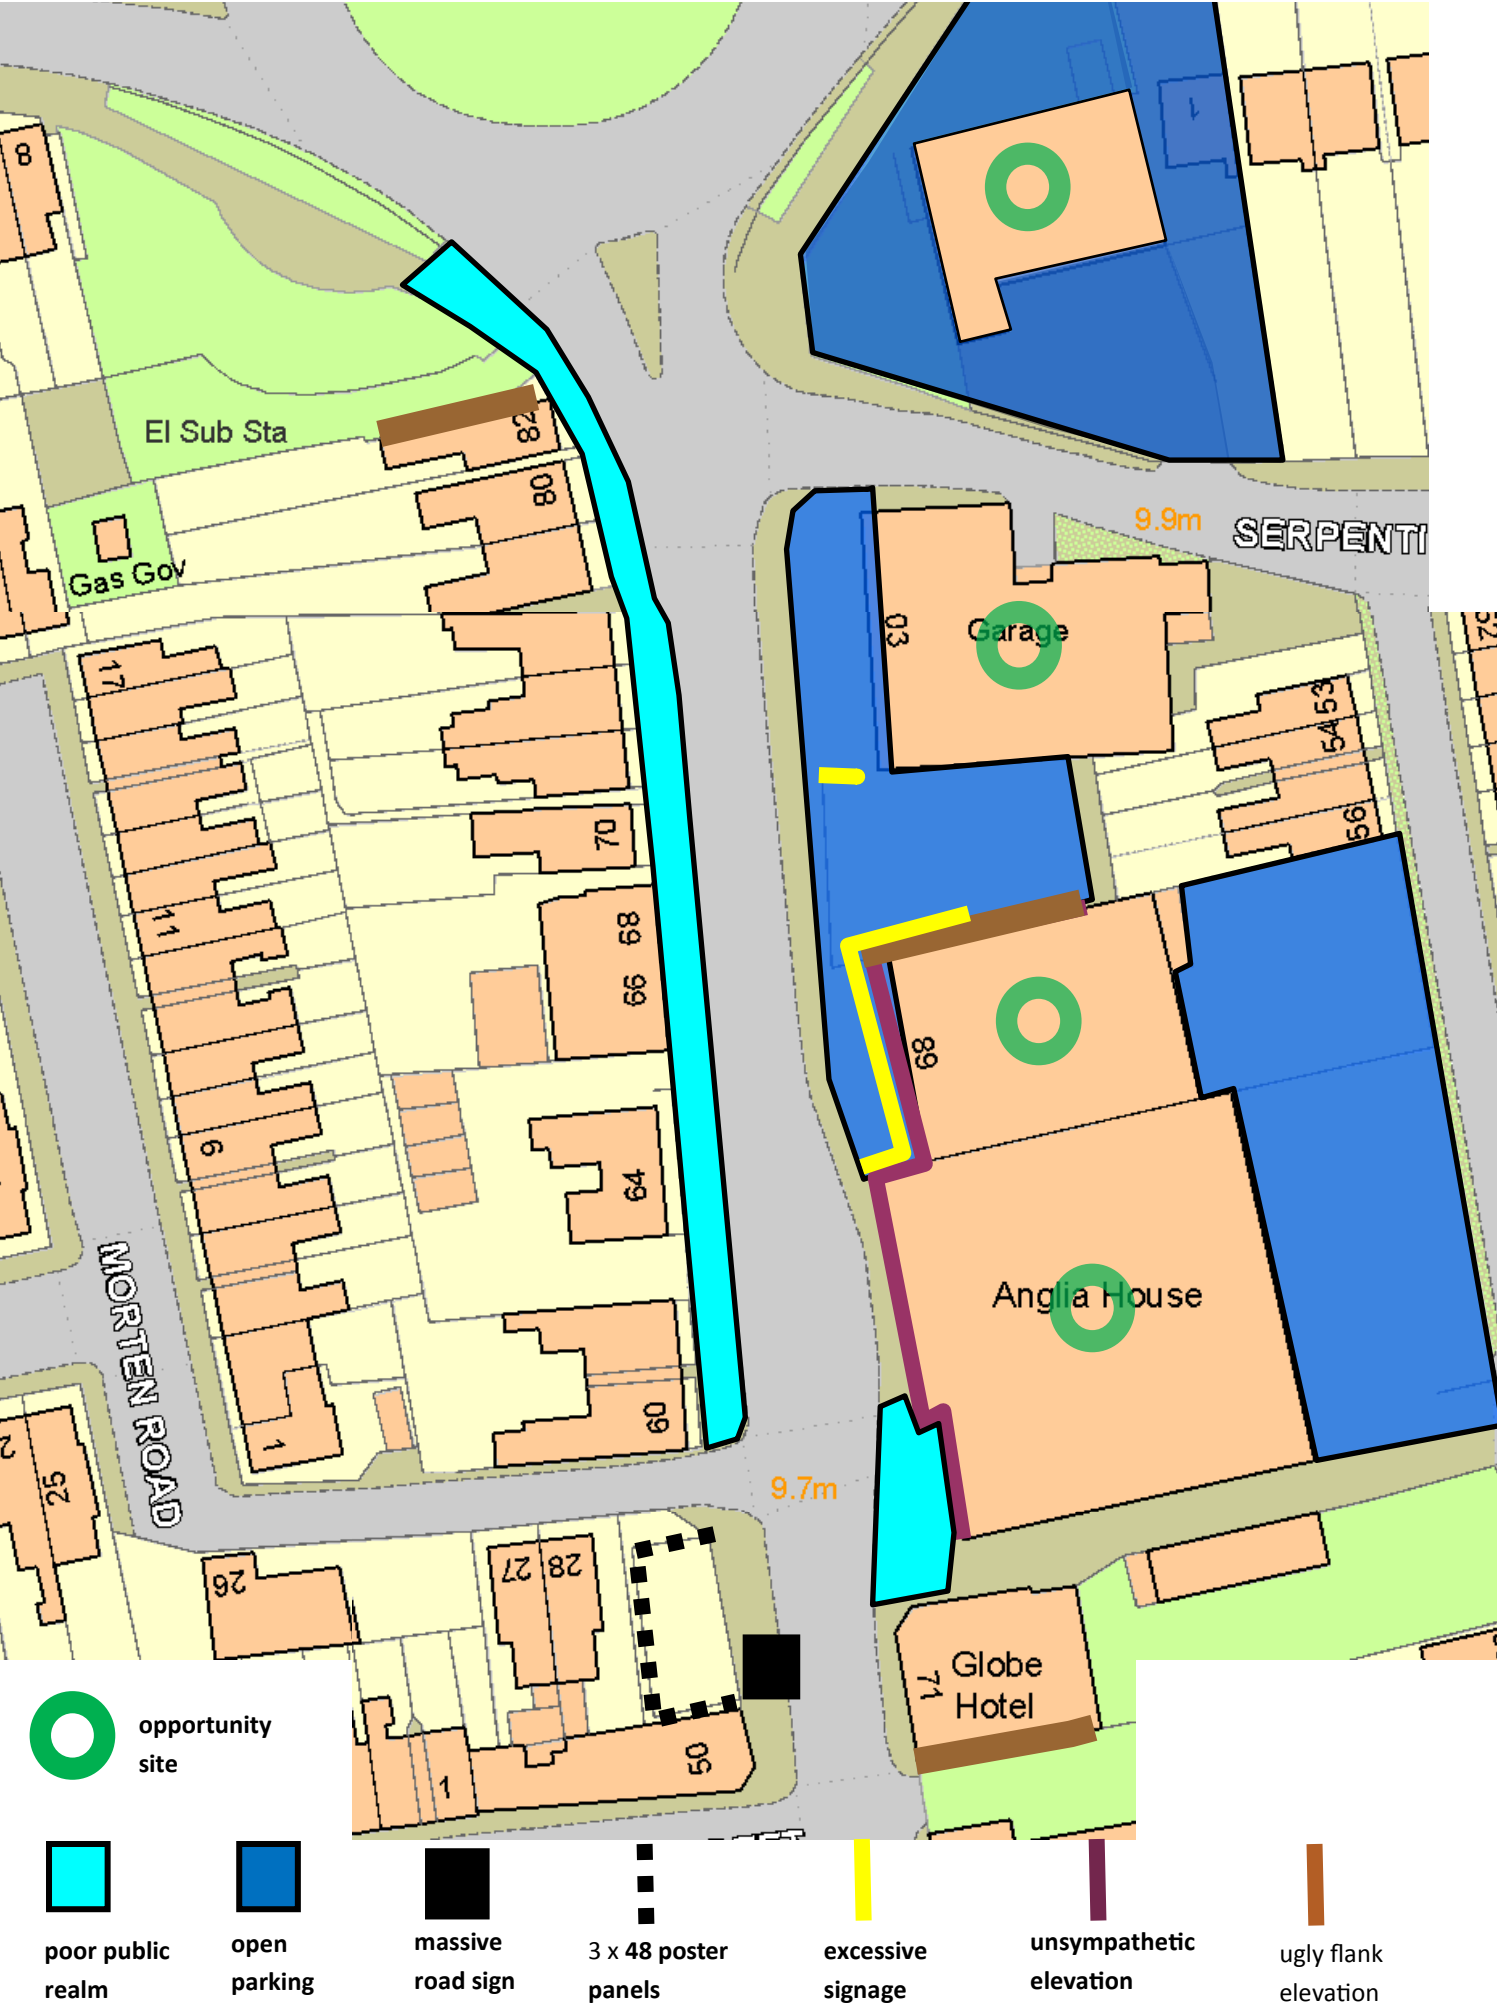 8
1
El Sub Sta
82
80
Gas Gov
9.9m
SERPENTI
03
Garage
17
53
54
56
70
11
68
66
68
9
64
Anglia House
MORTEN ROAD
1
60
9.7m
2
25
26
27
28
Globe
Hotel
71
50
1
opportunity
site
poor public
realm
open
parking
massive
road sign
3 x 48 poster
panels
excessive
signage
unsympathetic
elevation
ugly flank
elevation